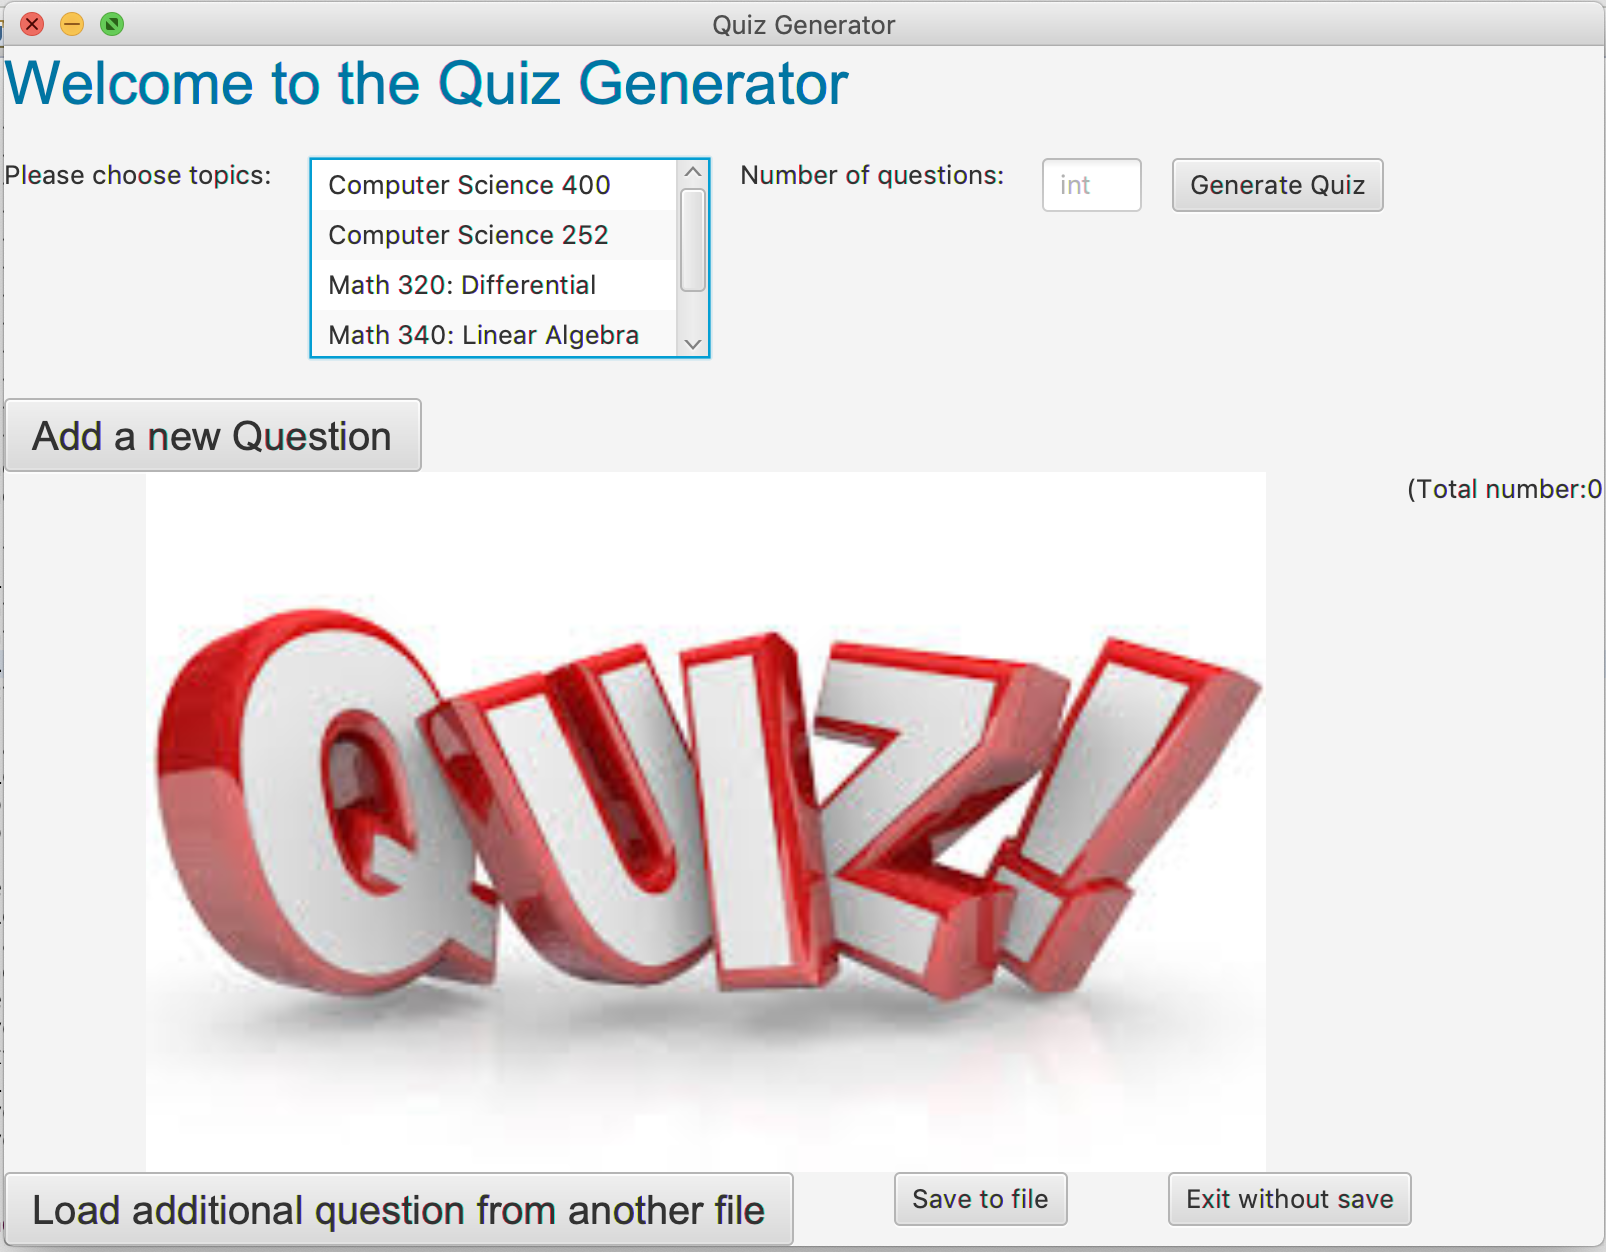 Quiz Generator
Welcome to the Quiz Generator
Please choose topics:
Computer Science 400
Computer Science 252
Math 320: Differential
Math 340: Linear Algebra
Number of questions:
int
Generate Quiz
Add a new Question
(Total number:0
QUIZ!
Load additional question from another file
Save to file
Exit without save